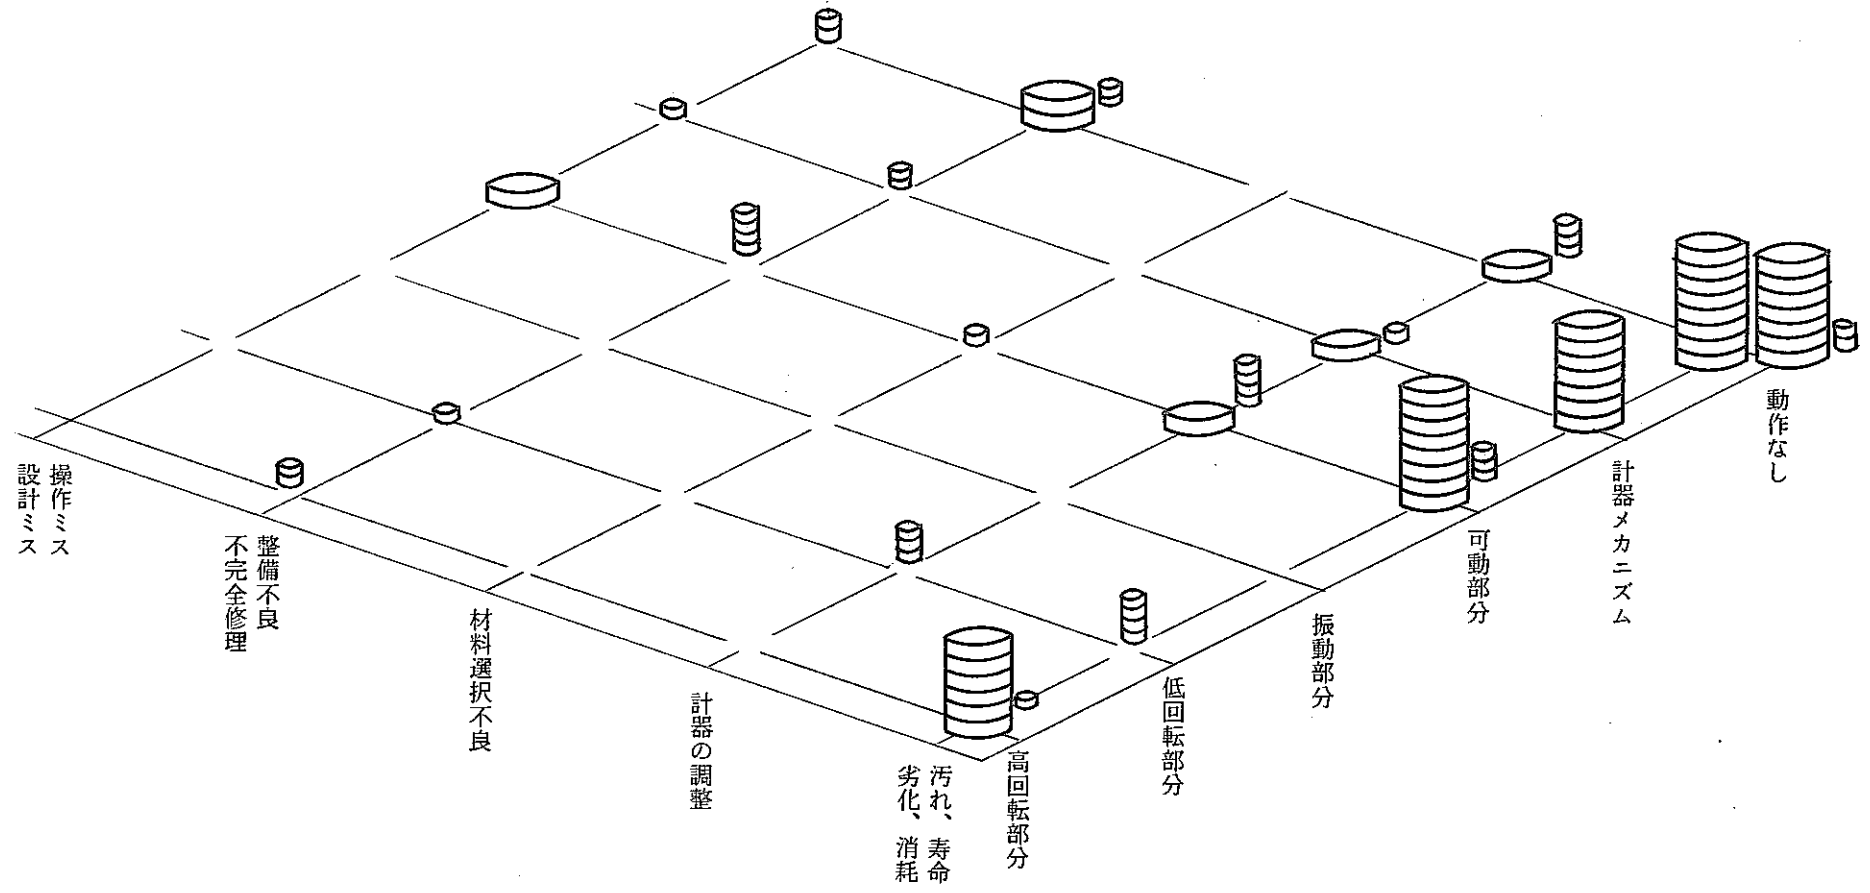 設計ミス
操作ミス
不完全修理
整備不良
材料選択不良
計器の調整
劣化、消耗
汚れ、寿命
高回転部分
低回転部分
振動部分
可動部分
計器メカニズム
動作なし